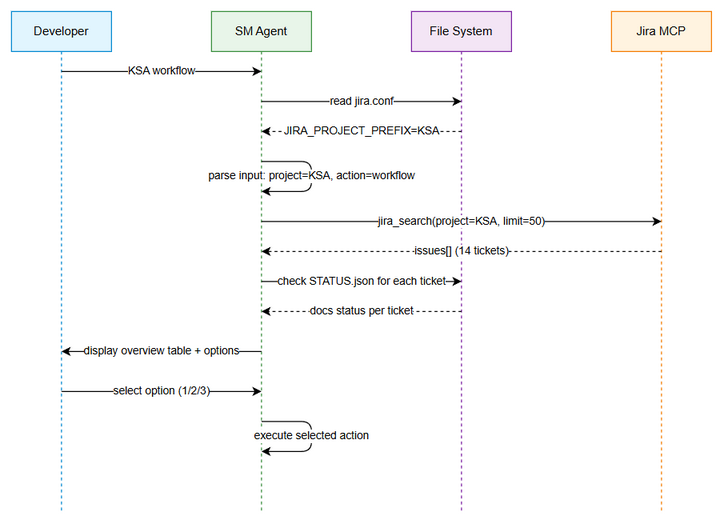 Developer
SM Agent
File System
Jira MCP
KSA workflow
read jira.conf
JIRA_PROJECT_PREFIX=KSA
parse input: project=KSA, action=workflow
jira_search(project=KSA, limit=50)
issues[] (14 tickets)
check STATUS.json for each ticket
docs status per ticket
display overview table + options
select option (1/2/3)
execute selected action